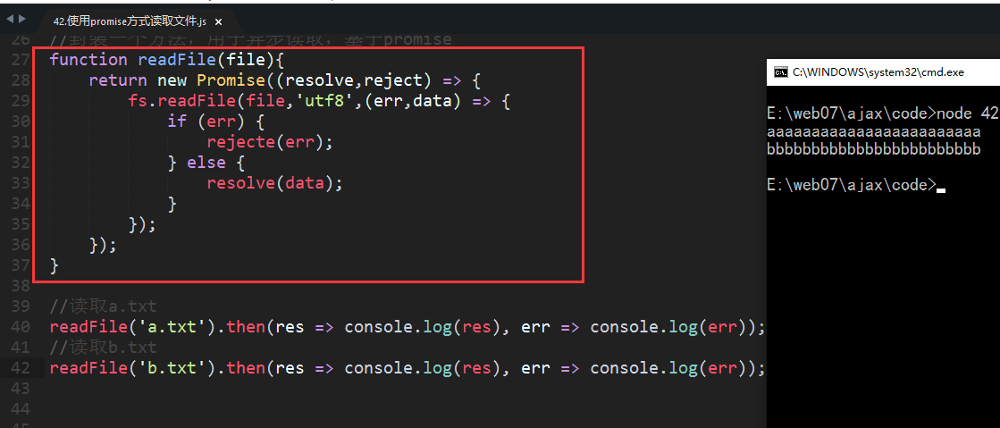 42.使用promise方式读取文件.js ×
26 //封装一个方法，用于异步读取，基于promise
27 function readFile(file){
28 return new Promise((resolve,reject) => {
29 fs.readFile(file,'utf8',(err,data) => {
30 if (err) {
31 rejecte(err);
32 } else {
33 resolve(data);
34 }
35 });
36 });
37 }
38
39 //读取a.txt
40 readFile('a.txt').then(res => console.log(res), err => console.log(err));
41 //读取b.txt
42 readFile('b.txt').then(res => console.log(res), err => console.log(err));
43
44
C:\WINDOWS\system32\cmd.exe
E:\web07\ajax\code>node 42
aaaaaaaaaaaaaaaaaaaaaaaa
bbbbbbbbbbbbbbbbbbbbbbbb
E:\web07\ajax\code>